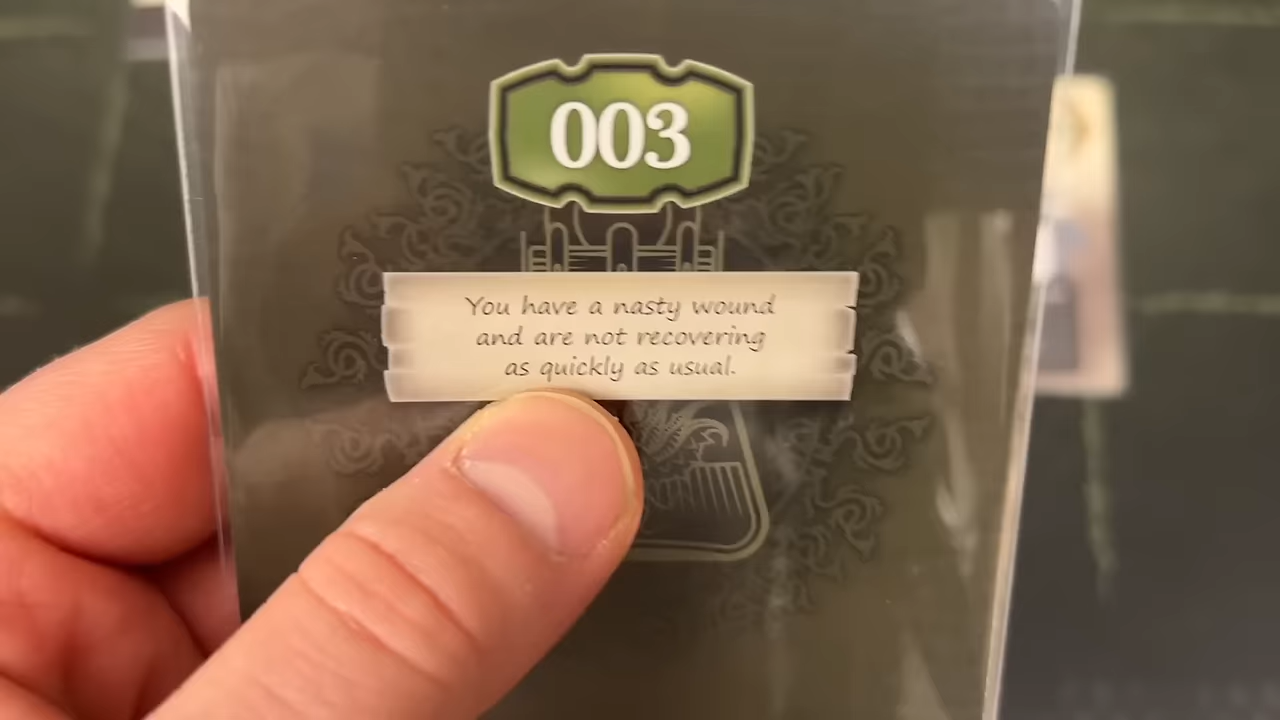 003
You have a nasty wound
and are not recovering
as quickly as usual.